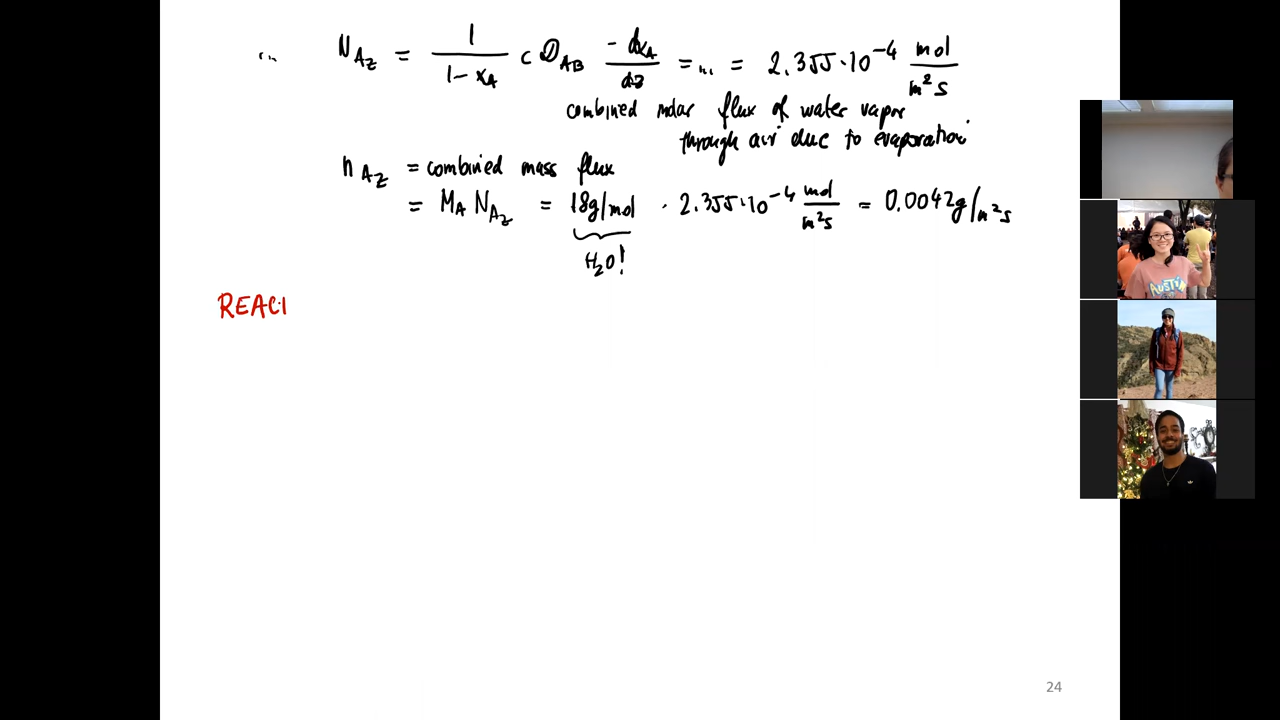 N_Az = 1/(1-x_A) c D_AB -dx_A/dz = ... = 2.355·10^-4 mol/m²s
combined molar flux of water vapor
through air due to evaporation
n_Az = combined mass flux
= M_A N_Az = 18g/mol · 2.355·10^-4 mol/m²s = 0.0042g/m²s
H₂O!
REACI
AUSTIN
24